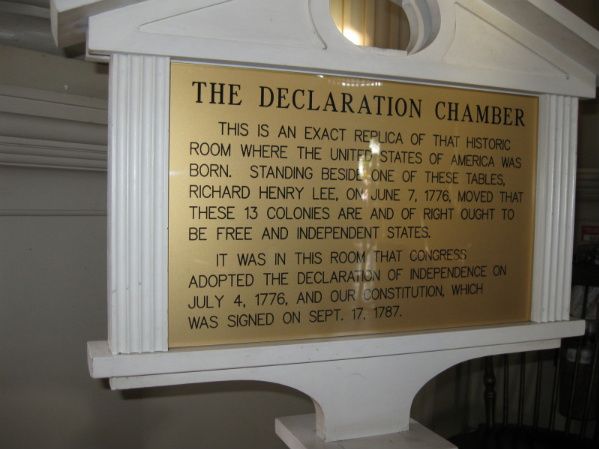 THE DECLARATION CHAMBER
THIS IS AN EXACT REPLICA OF THAT HISTORIC
ROOM WHERE THE UNITED STATES OF AMERICA WAS
BORN. STANDING BESIDE ONE OF THESE TABLES,
RICHARD HENRY LEE, ON JUNE 7, 1776, MOVED THAT
THESE 13 COLONIES ARE AND OF RIGHT OUGHT TO
BE FREE AND INDEPENDENT STATES.
IT WAS IN THIS ROOM THAT CONGRESS
ADOPTED THE DECLARATION OF INDEPENDENCE ON
JULY 4, 1776, AND OUR CONSTITUTION, WHICH
WAS SIGNED ON SEPT. 17, 1787.